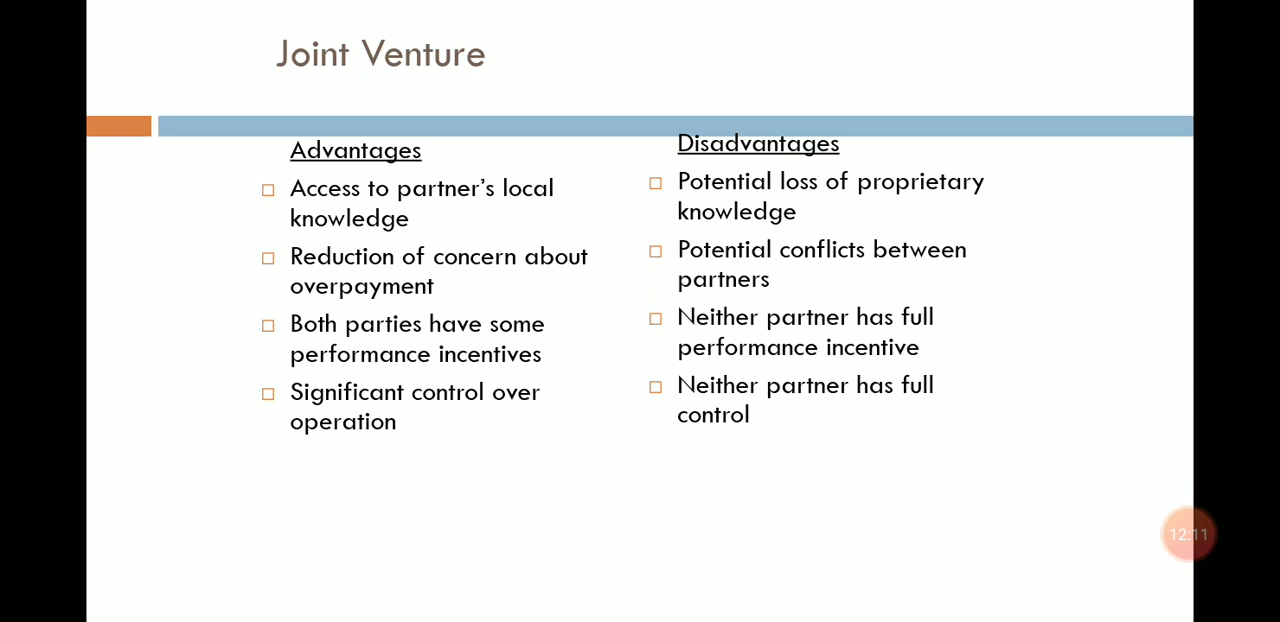 Joint Venture
Advantages
Access to partner’s local
knowledge
Reduction of concern about
overpayment
Both parties have some
performance incentives
Significant control over
operation
Disadvantages
Potential loss of proprietary
knowledge
Potential conflicts between
partners
Neither partner has full
performance incentive
Neither partner has full
control
12:11